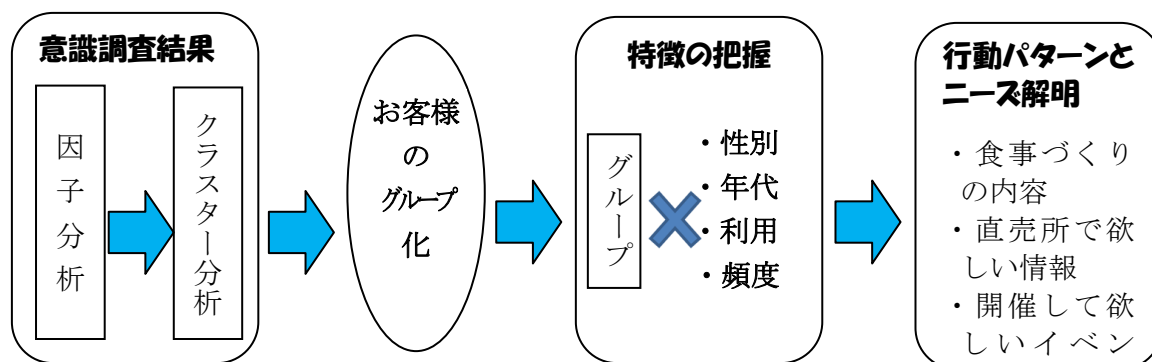 意識調査結果
因子分析
クラスター分析
お客様
の
グループ
化
特徴の把握
グループ
・性別
・年代
・利用
・頻度
行動パターンと
ニーズ解明
・食事づくり
の内容
・直売所で欲
しい情報
・開催して欲
しいイベン